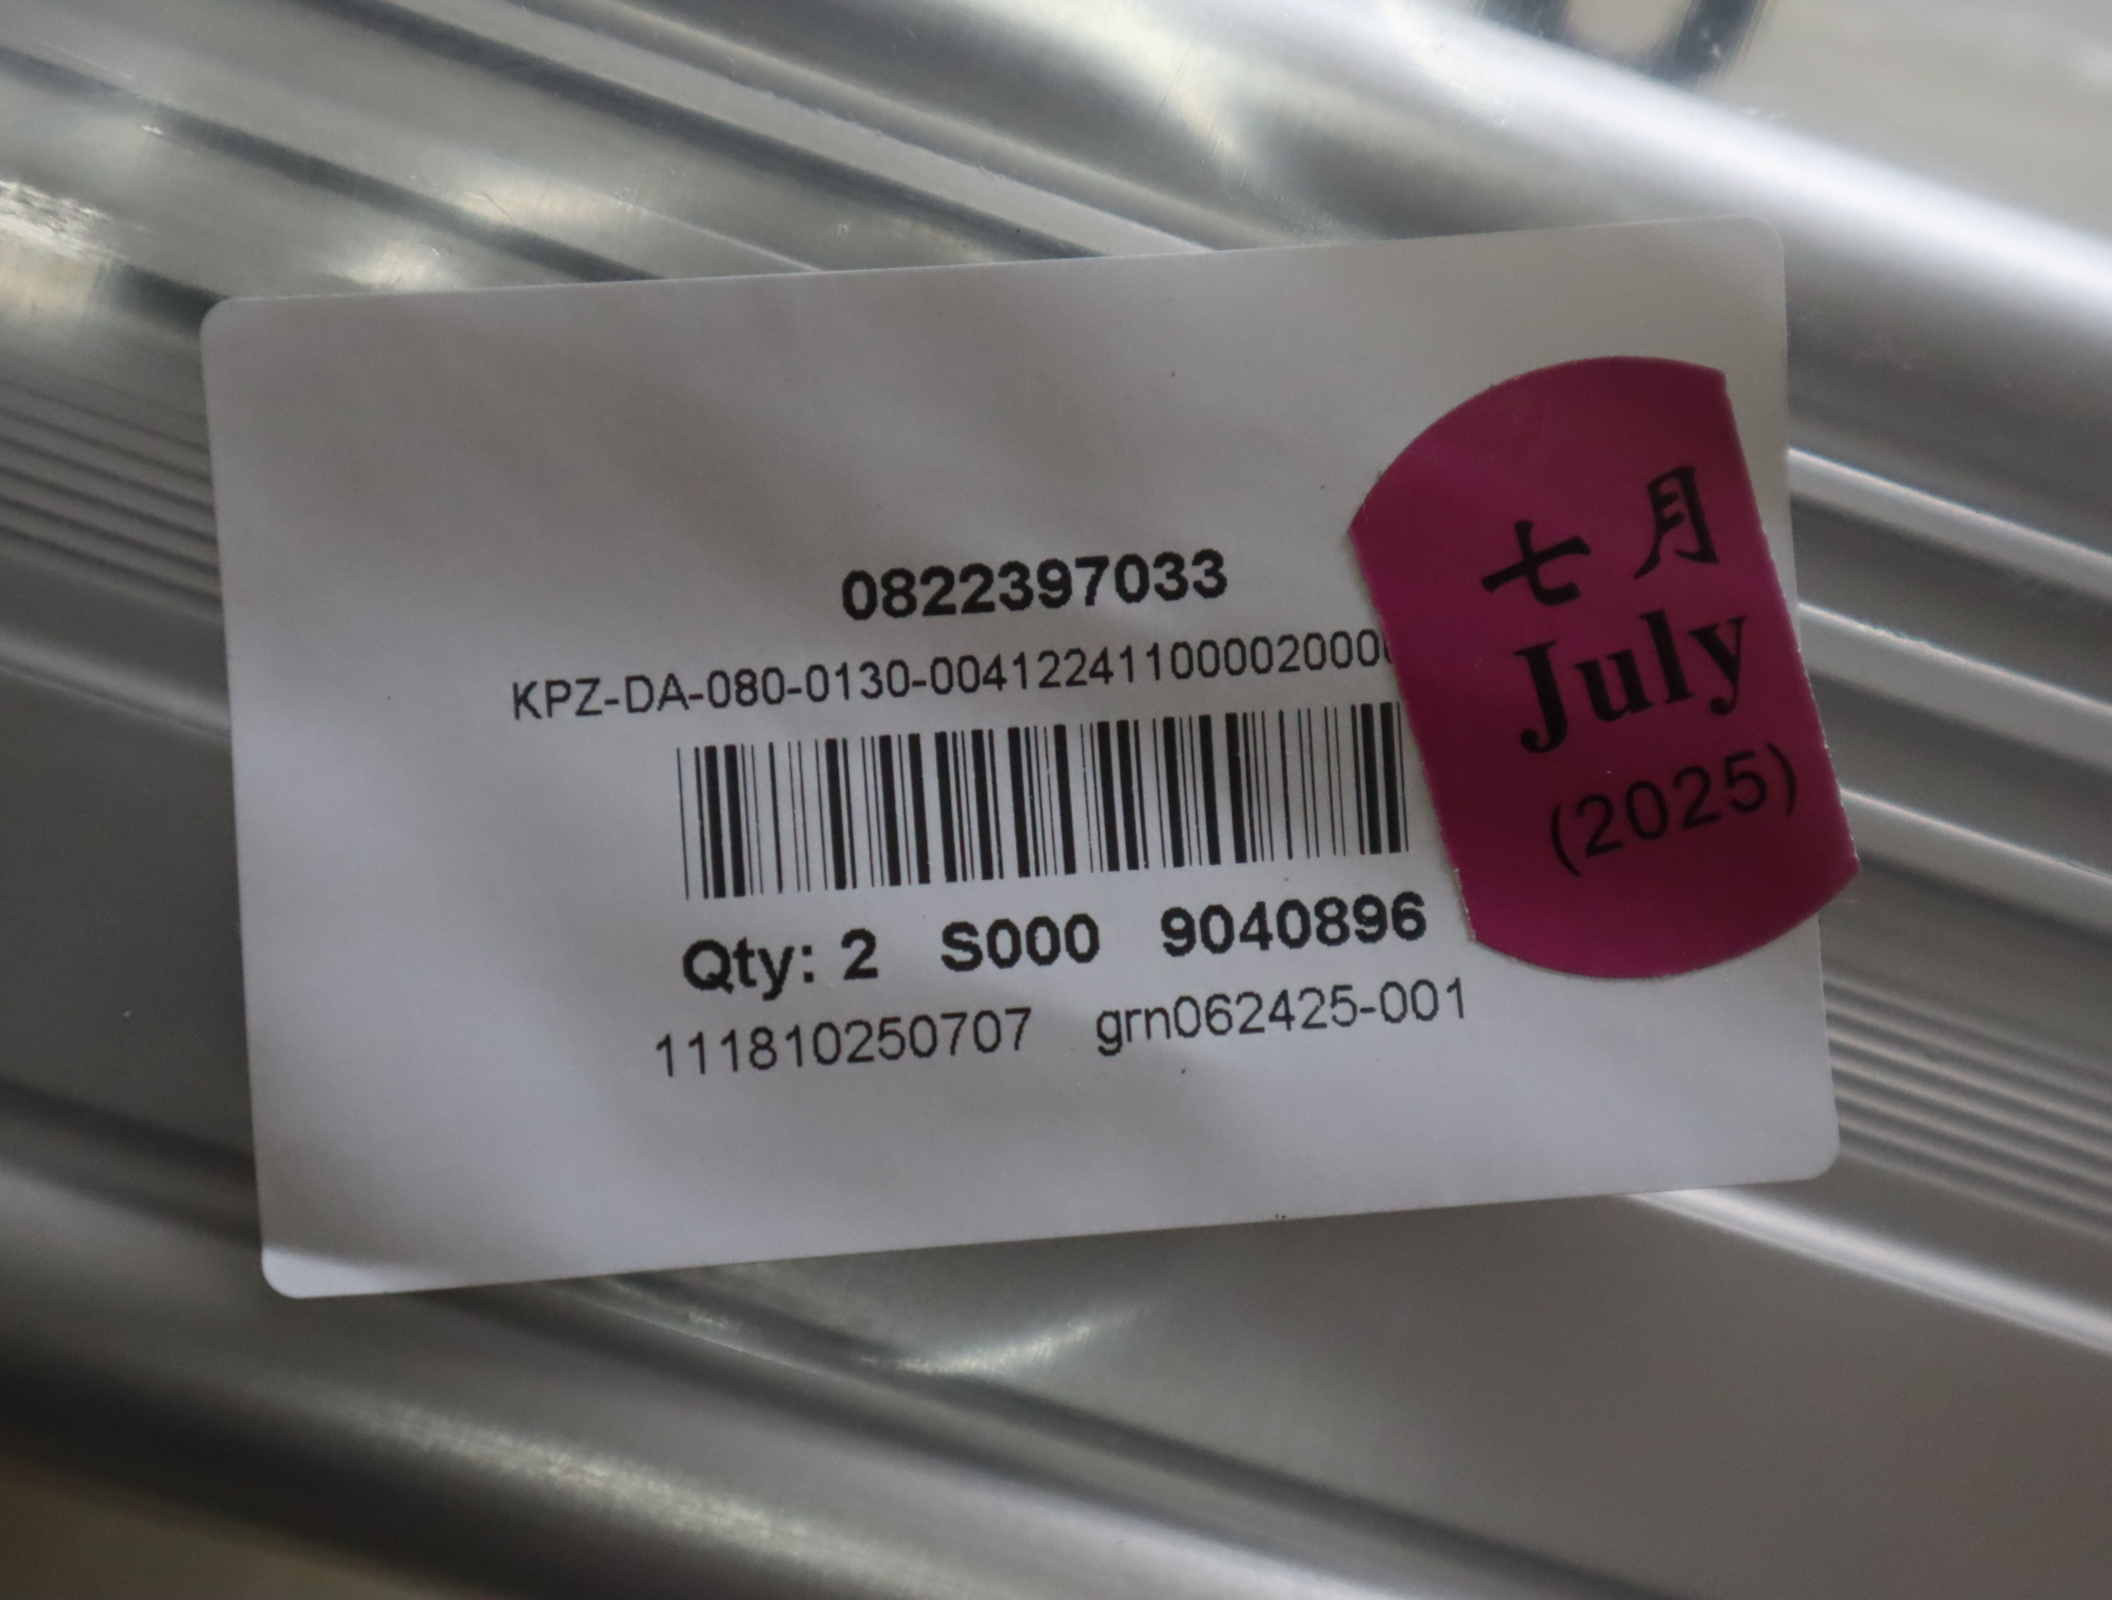 0822397033
KPZ-DA-080-0130-00412241100002000
七月
July
(2025)
Qty: 2 S000 9040896
111810250707 grn062425-001